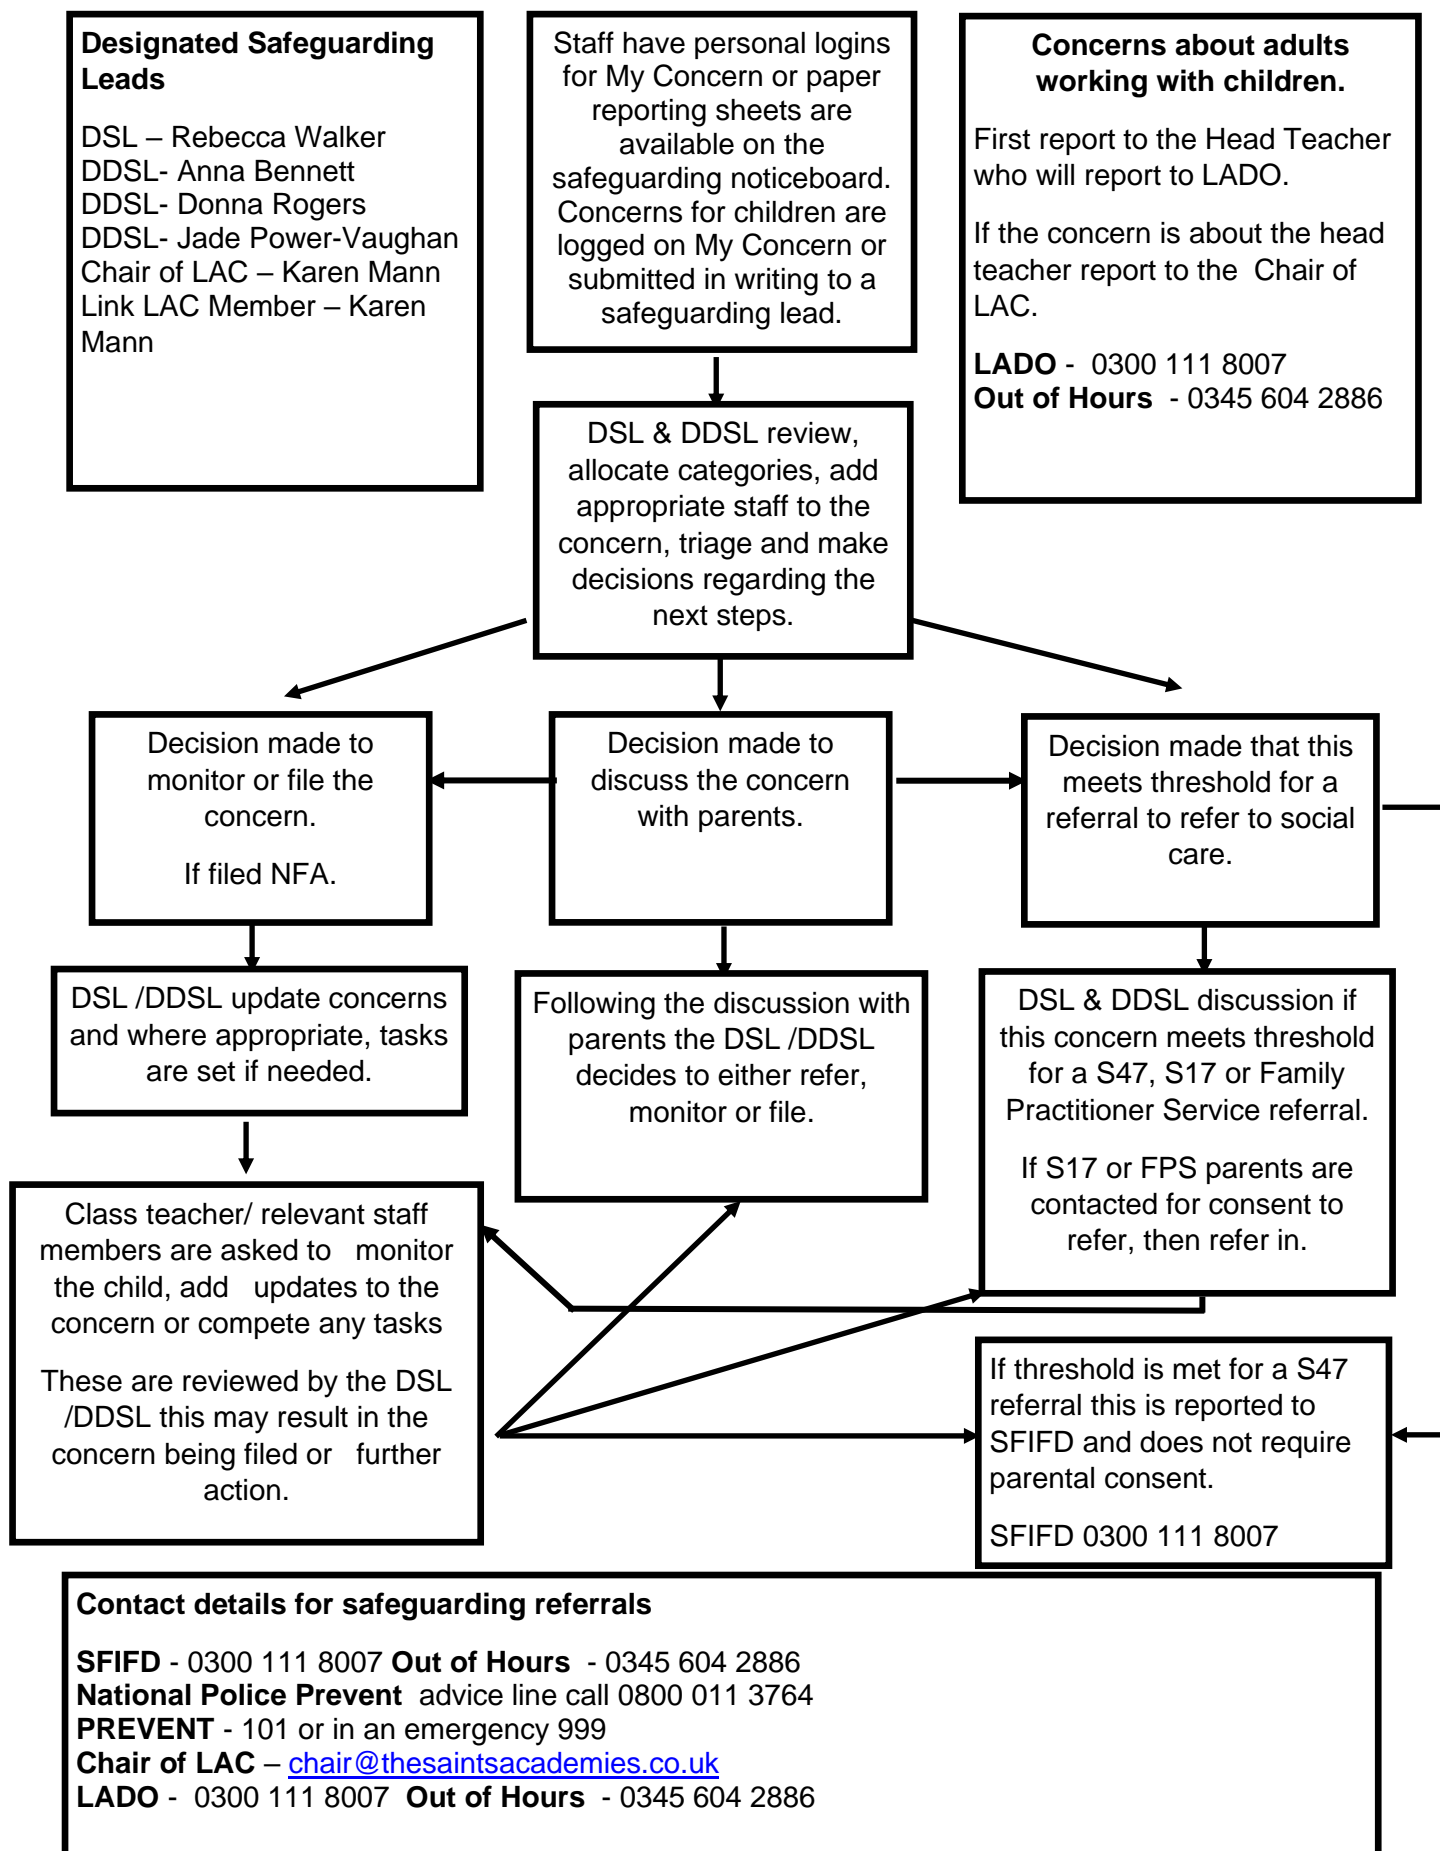 Designated Safeguarding
Leads
DSL – Rebecca Walker
DDSL- Anna Bennett
DDSL- Donna Rogers
DDSL- Jade Power-Vaughan
Chair of LAC – Karen Mann
Link LAC Member – Karen
Mann
Staff have personal logins
for My Concern or paper
reporting sheets are
available on the
safeguarding noticeboard.
Concerns for children are
logged on My Concern or
submitted in writing to a
safeguarding lead.
Concerns about adults
working with children.
First report to the Head Teacher
who will report to LADO.
If the concern is about the head
teacher report to the Chair of
LAC.
LADO - 0300 111 8007
Out of Hours - 0345 604 2886
DSL & DDSL review,
allocate categories, add
appropriate staff to the
concern, triage and make
decisions regarding the
next steps.
Decision made to
monitor or file the
concern.
If filed NFA.
Decision made to
discuss the concern
with parents.
Decision made that this
meets threshold for a
referral to refer to social
care.
DSL /DDSL update concerns
and where appropriate, tasks
are set if needed.
Following the discussion with
parents the DSL /DDSL
decides to either refer,
monitor or file.
DSL & DDSL discussion if
this concern meets threshold
for a S47, S17 or Family
Practitioner Service referral.
If S17 or FPS parents are
contacted for consent to
refer, then refer in.
Class teacher/ relevant staff
members are asked to monitor
the child, add updates to the
concern or compete any tasks
These are reviewed by the DSL
/DDSL this may result in the
concern being filed or further
action.
If threshold is met for a S47
referral this is reported to
SFIFD and does not require
parental consent.
SFIFD 0300 111 8007
Contact details for safeguarding referrals
SFIFD - 0300 111 8007 Out of Hours - 0345 604 2886
National Police Prevent advice line call 0800 011 3764
PREVENT - 101 or in an emergency 999
Chair of LAC – chair@thesaintsacademies.co.uk
LADO - 0300 111 8007 Out of Hours - 0345 604 2886